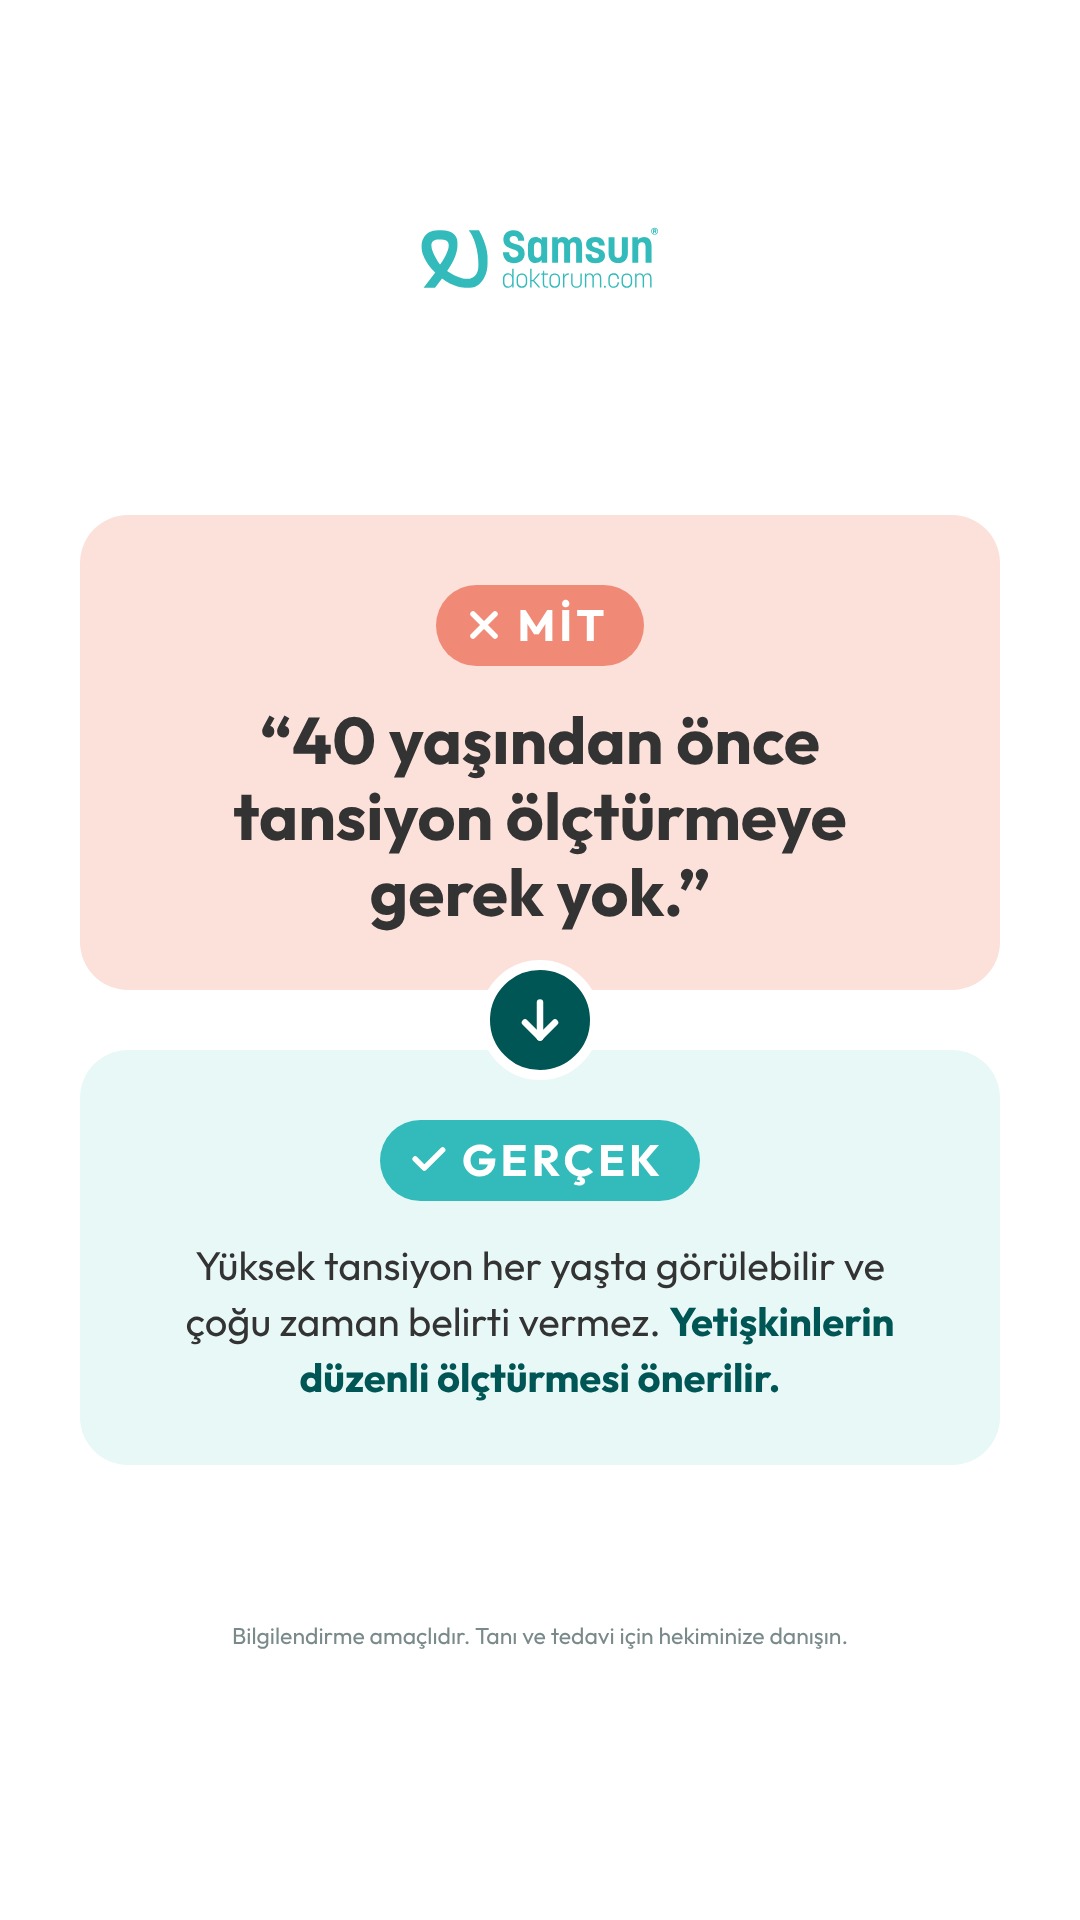 Samsun®
doktorum.com
MİT
“40 yaşından önce
tansiyon ölçtürmeye
gerek yok.”
GERÇEK
Yüksek tansiyon her yaşta görülebilir ve
çoğu zaman belirti vermez. Yetişkinlerin
düzenli ölçtürmesi önerilir.
Bilgilendirme amaçlıdır. Tanı ve tedavi için hekiminize danışın.